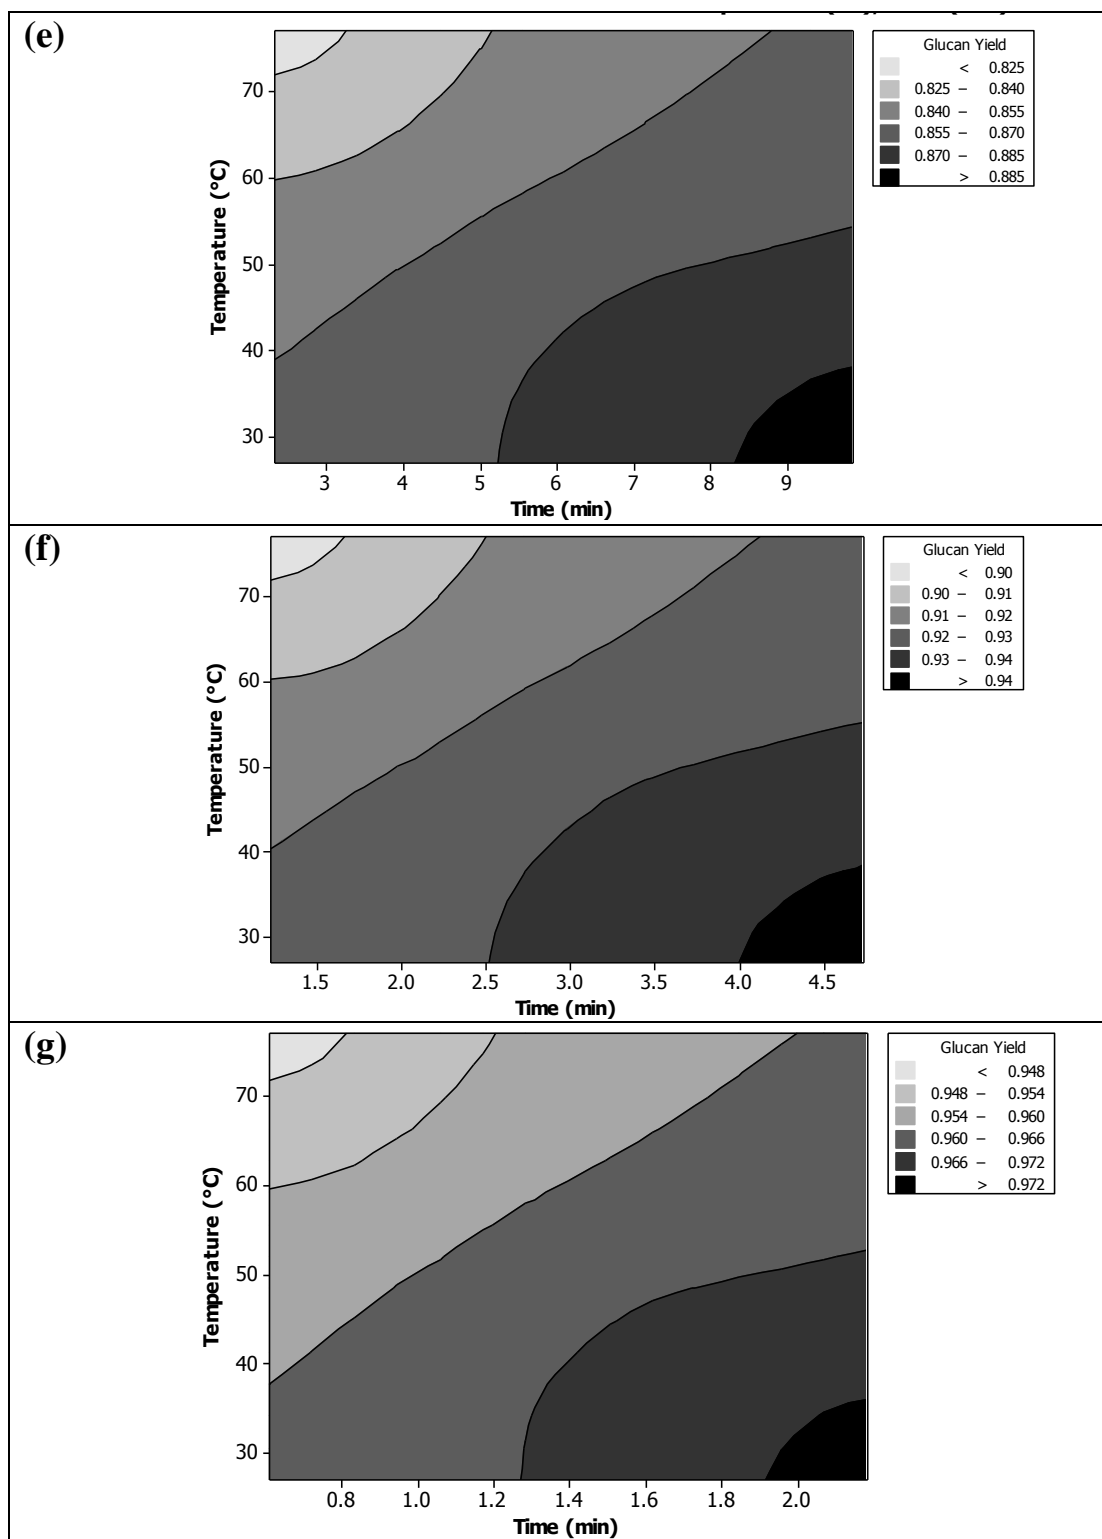 (e)
Glucan Yield
< 0.825
0.825 – 0.840
0.840 – 0.855
0.855 – 0.870
0.870 – 0.885
> 0.885
Temperature (°C)
70
60
50
40
30
3 4 5 6 7 8 9
Time (min)
(f)
Glucan Yield
< 0.90
0.90 – 0.91
0.91 – 0.92
0.92 – 0.93
0.93 – 0.94
> 0.94
Temperature (°C)
70
60
50
40
30
1.5 2.0 2.5 3.0 3.5 4.0 4.5
Time (min)
(g)
Glucan Yield
< 0.948
0.948 – 0.954
0.954 – 0.960
0.960 – 0.966
0.966 – 0.972
> 0.972
Temperature (°C)
70
60
50
40
30
0.8 1.0 1.2 1.4 1.6 1.8 2.0
Time (min)